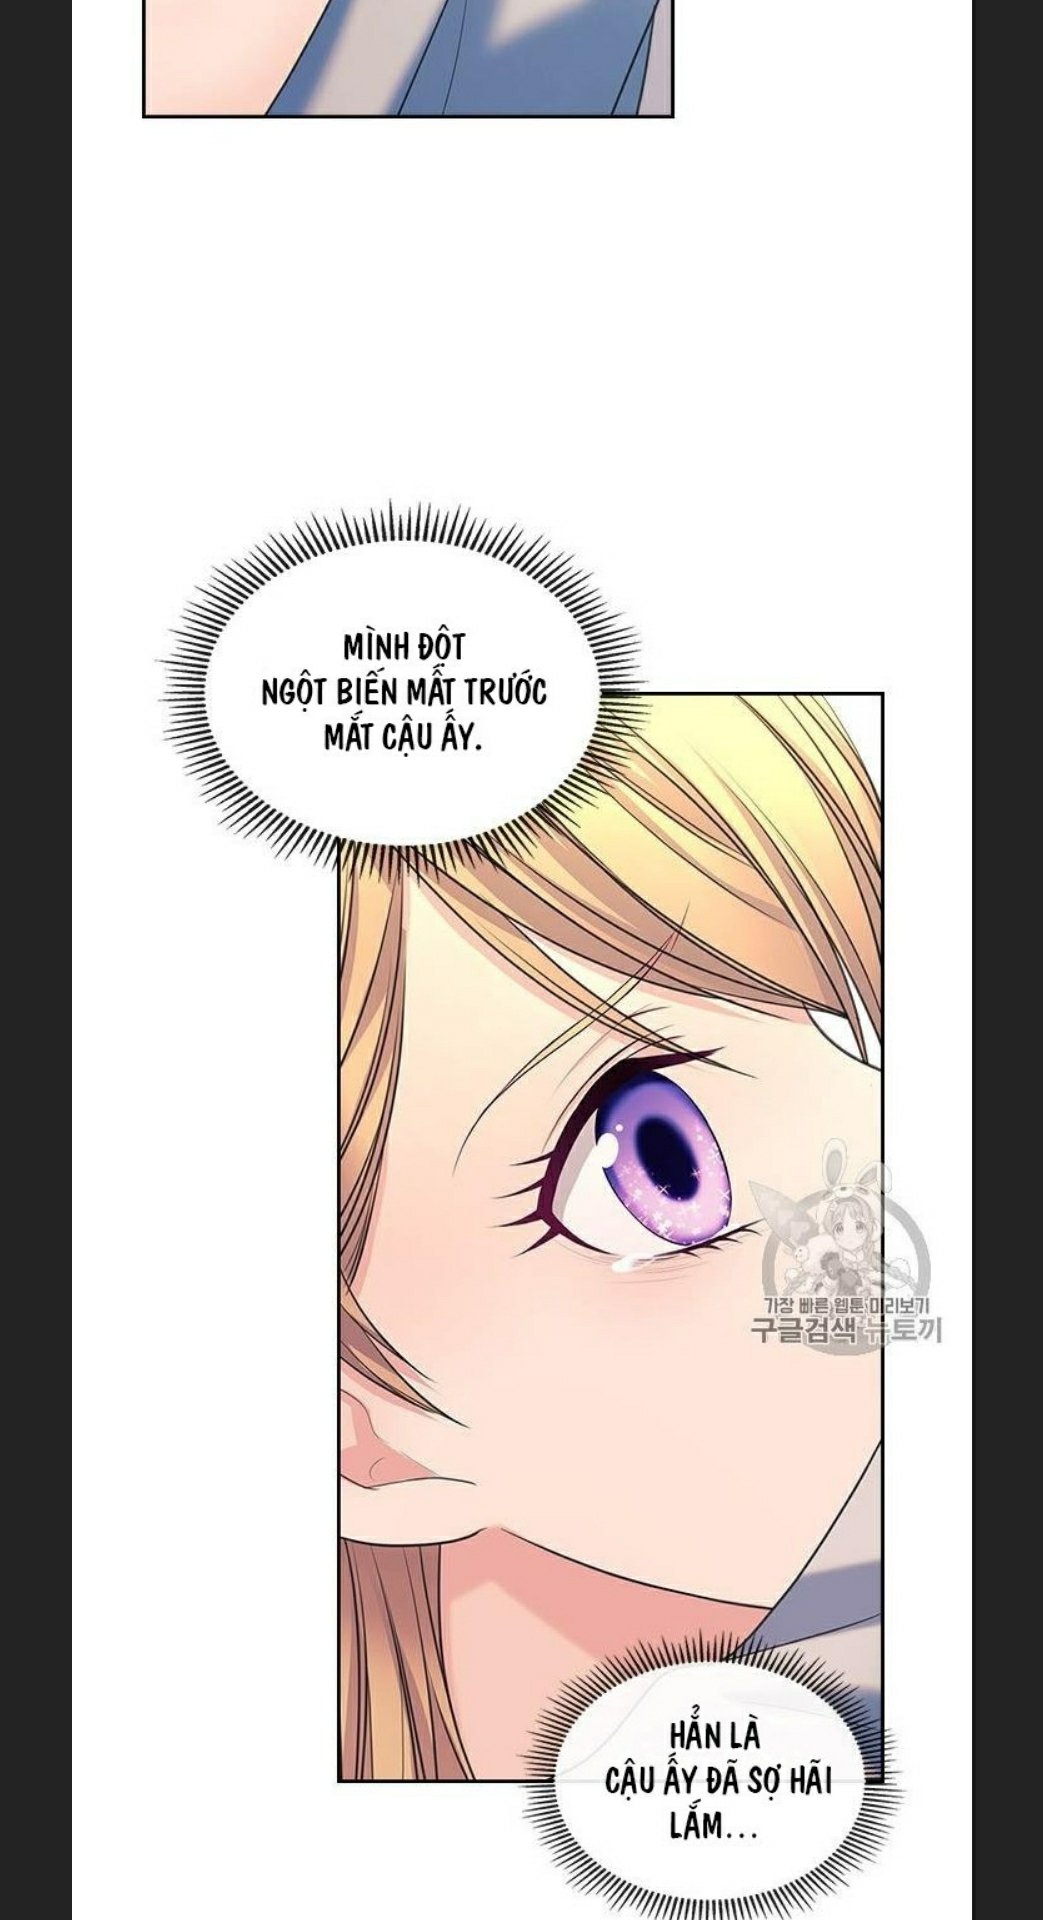 MÌNH ĐỘT
NGỘT BIẾN MẤT TRƯỚC
MẮT CẬU ẤY.
가장 빠른 웹툰 미리보기
구글검색 뉴토끼
HẲN LÀ
CẬU ẤY ĐÃ SỢ HÃI
LẮM...